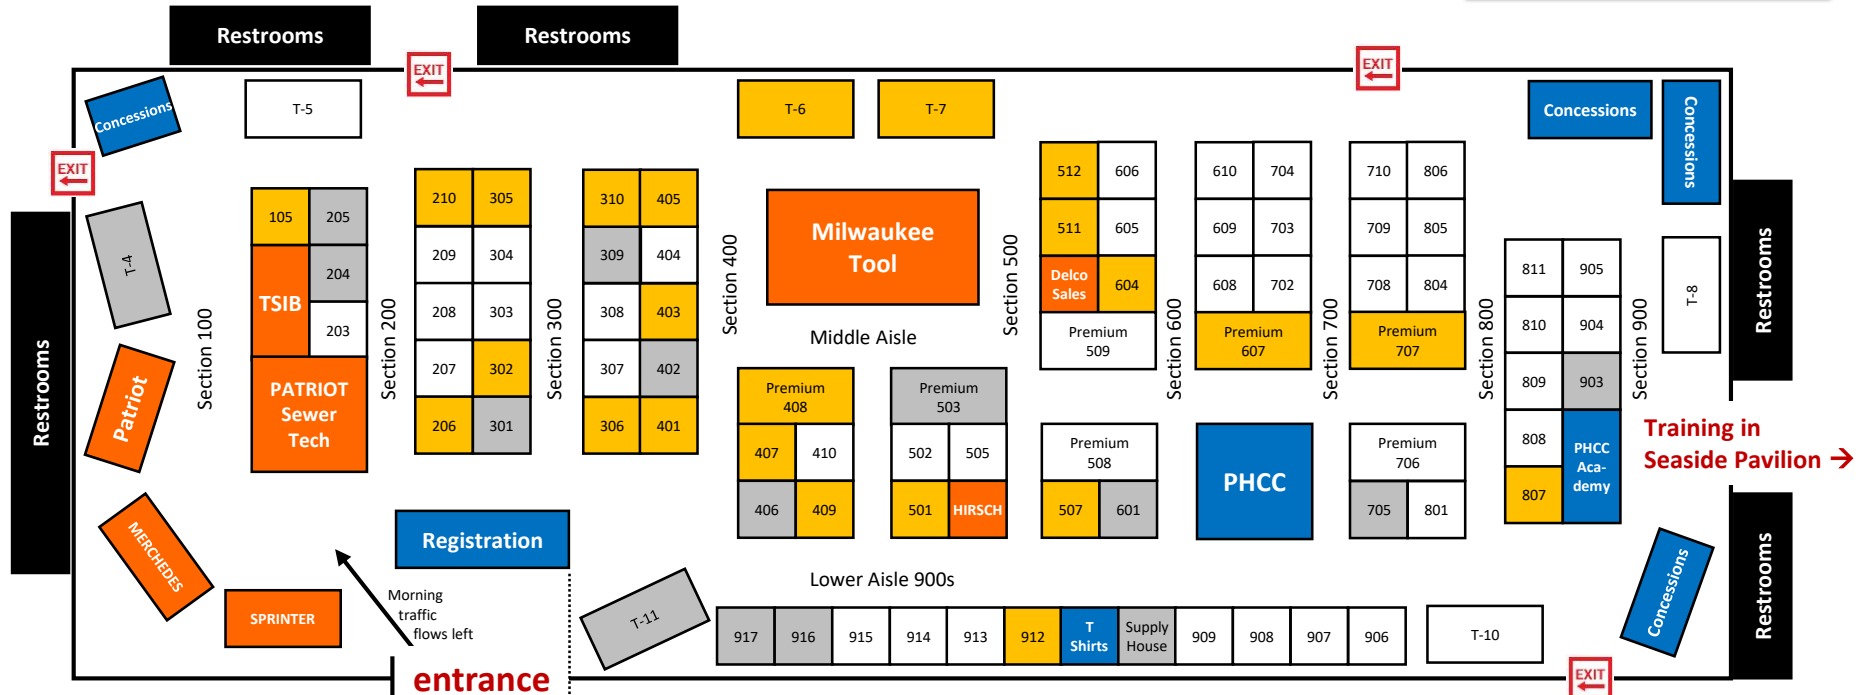 Restrooms
Restrooms
EXIT
EXIT
Concessions
T-5
T-6
T-7
Concessions
Concessions
EXIT
512
606
610
704
710
806
210
305
310
405
105
205
Milwaukee
Tool
511
605
609
703
709
805
209
304
309
404
T-4
204
TSIB
Delco
Sales
604
608
702
708
804
811
905
T-8
Restrooms
203
208
303
308
403
Section 100
Section 200
Section 300
Section 400
Section 500
Section 600
Section 700
Section 800
Section 900
Middle Aisle
Premium
509
Premium
607
Premium
707
810
904
207
302
307
402
Restrooms
Patriot
PATRIOT
Sewer
Tech
Premium
408
Premium
503
809
903
206
301
306
401
407
410
502
505
Premium
508
PHCC
Premium
706
808
PHCC
Aca-
demy
Training in
Seaside Pavilion →
406
409
501
HIRSCH
507
601
705
801
807
MERCHEDES
Registration
Restrooms
Concessions
Lower Aisle 900s
Morning
traffic
flows left
SPRINTER
T-11
917
916
915
914
913
912
T
Shirts
Supply
House
909
908
907
906
T-10
entrance
EXIT